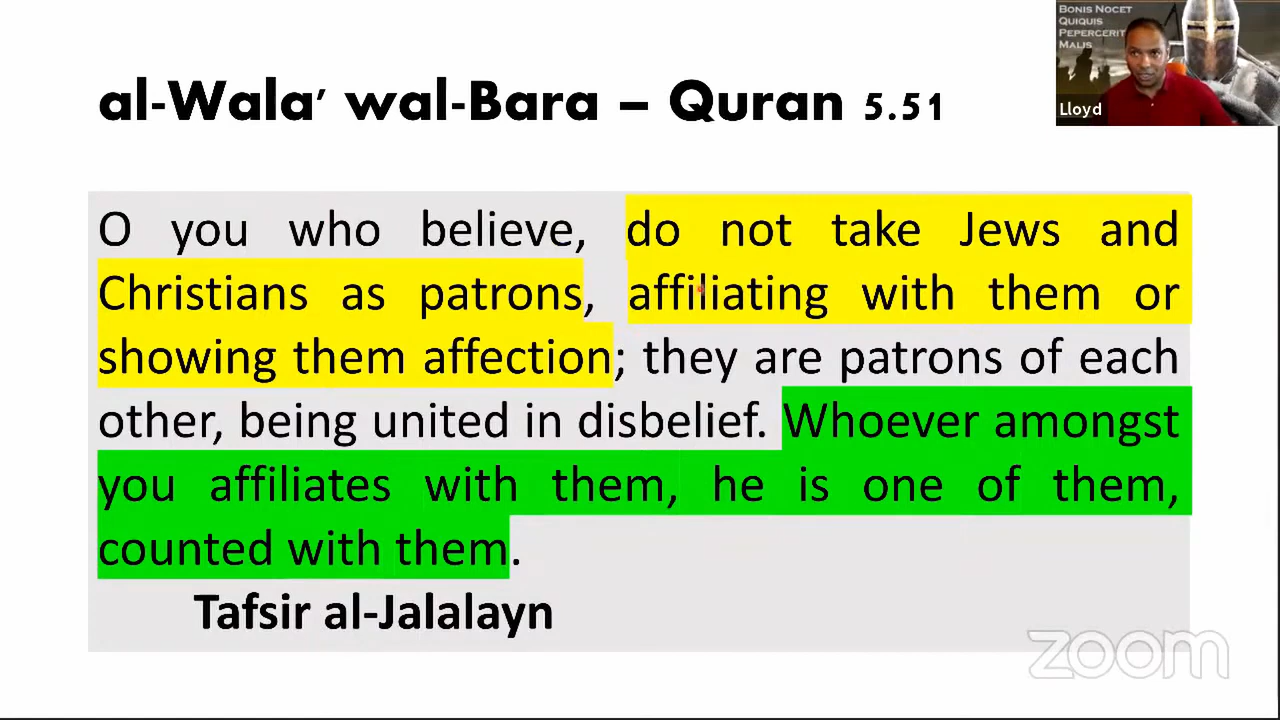 al-Wala' wal-Bara – Quran 5.51
BONIS NOCET
QUIQUIS
PEPERCERIT
MALIS
Lloyd
O you who believe, do not take Jews and
Christians as patrons, affiliating with them or
showing them affection; they are patrons of each
other, being united in disbelief. Whoever amongst
you affiliates with them, he is one of them,
counted with them.
Tafsir al-Jalalayn
zoom